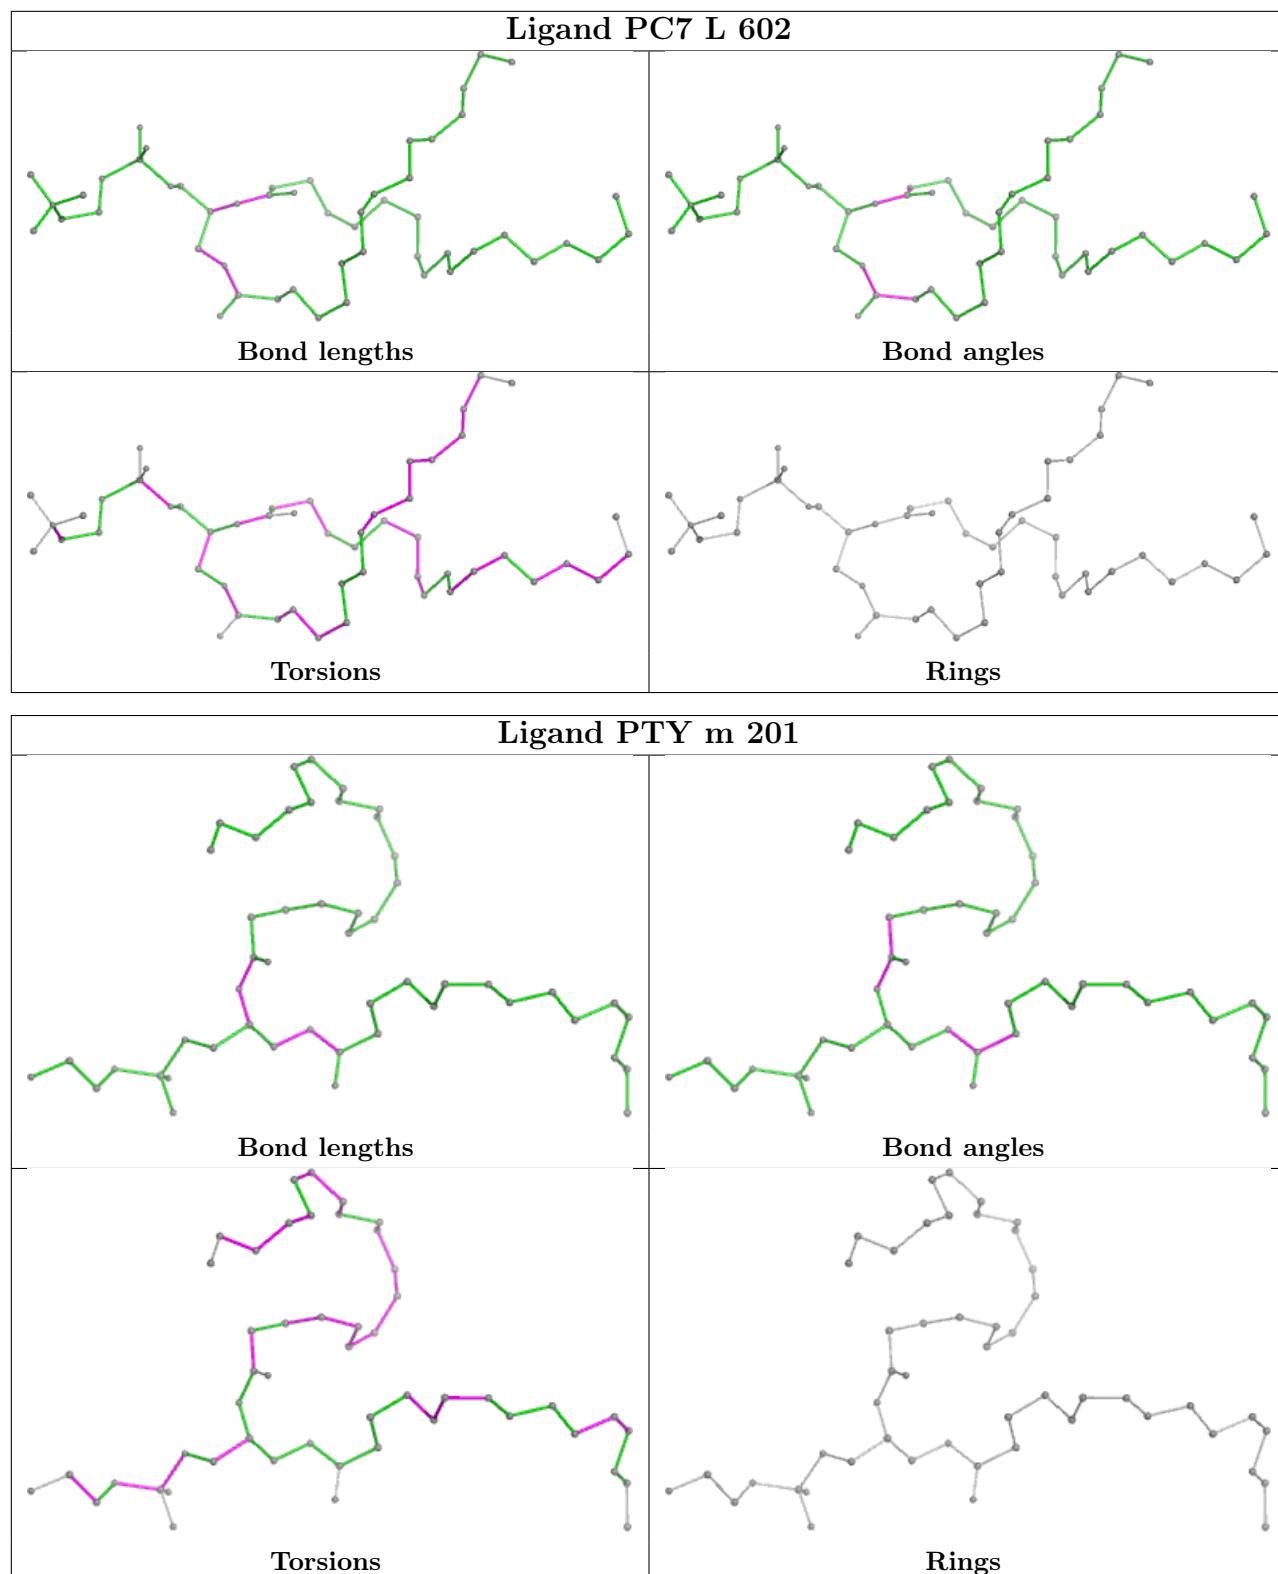 Ligand PC7 L 602
Bond lengths
Bond angles
Torsions
Rings
Ligand PTY m 201
Bond lengths
Bond angles
Torsions
Rings